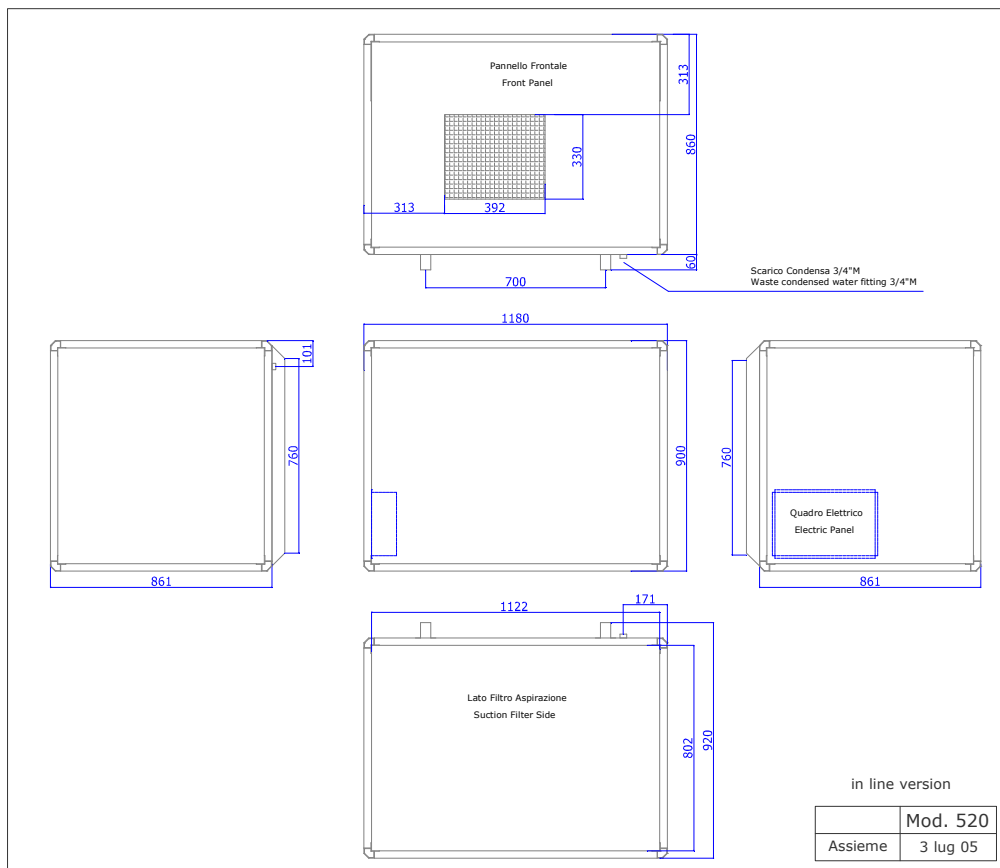 Pannello Frontale
Front Panel
313
860
330
313
392
60
700
Scarico Condensa 3/4"M
Waste condensed water fitting 3/4"M
1180
101
760
900
760
Quadro Elettrico
Electric Panel
861
861
1122
171
Lato Filtro Aspirazione
Suction Filter Side
802
920
in line version
Mod. 520
Assieme
3 lug 05